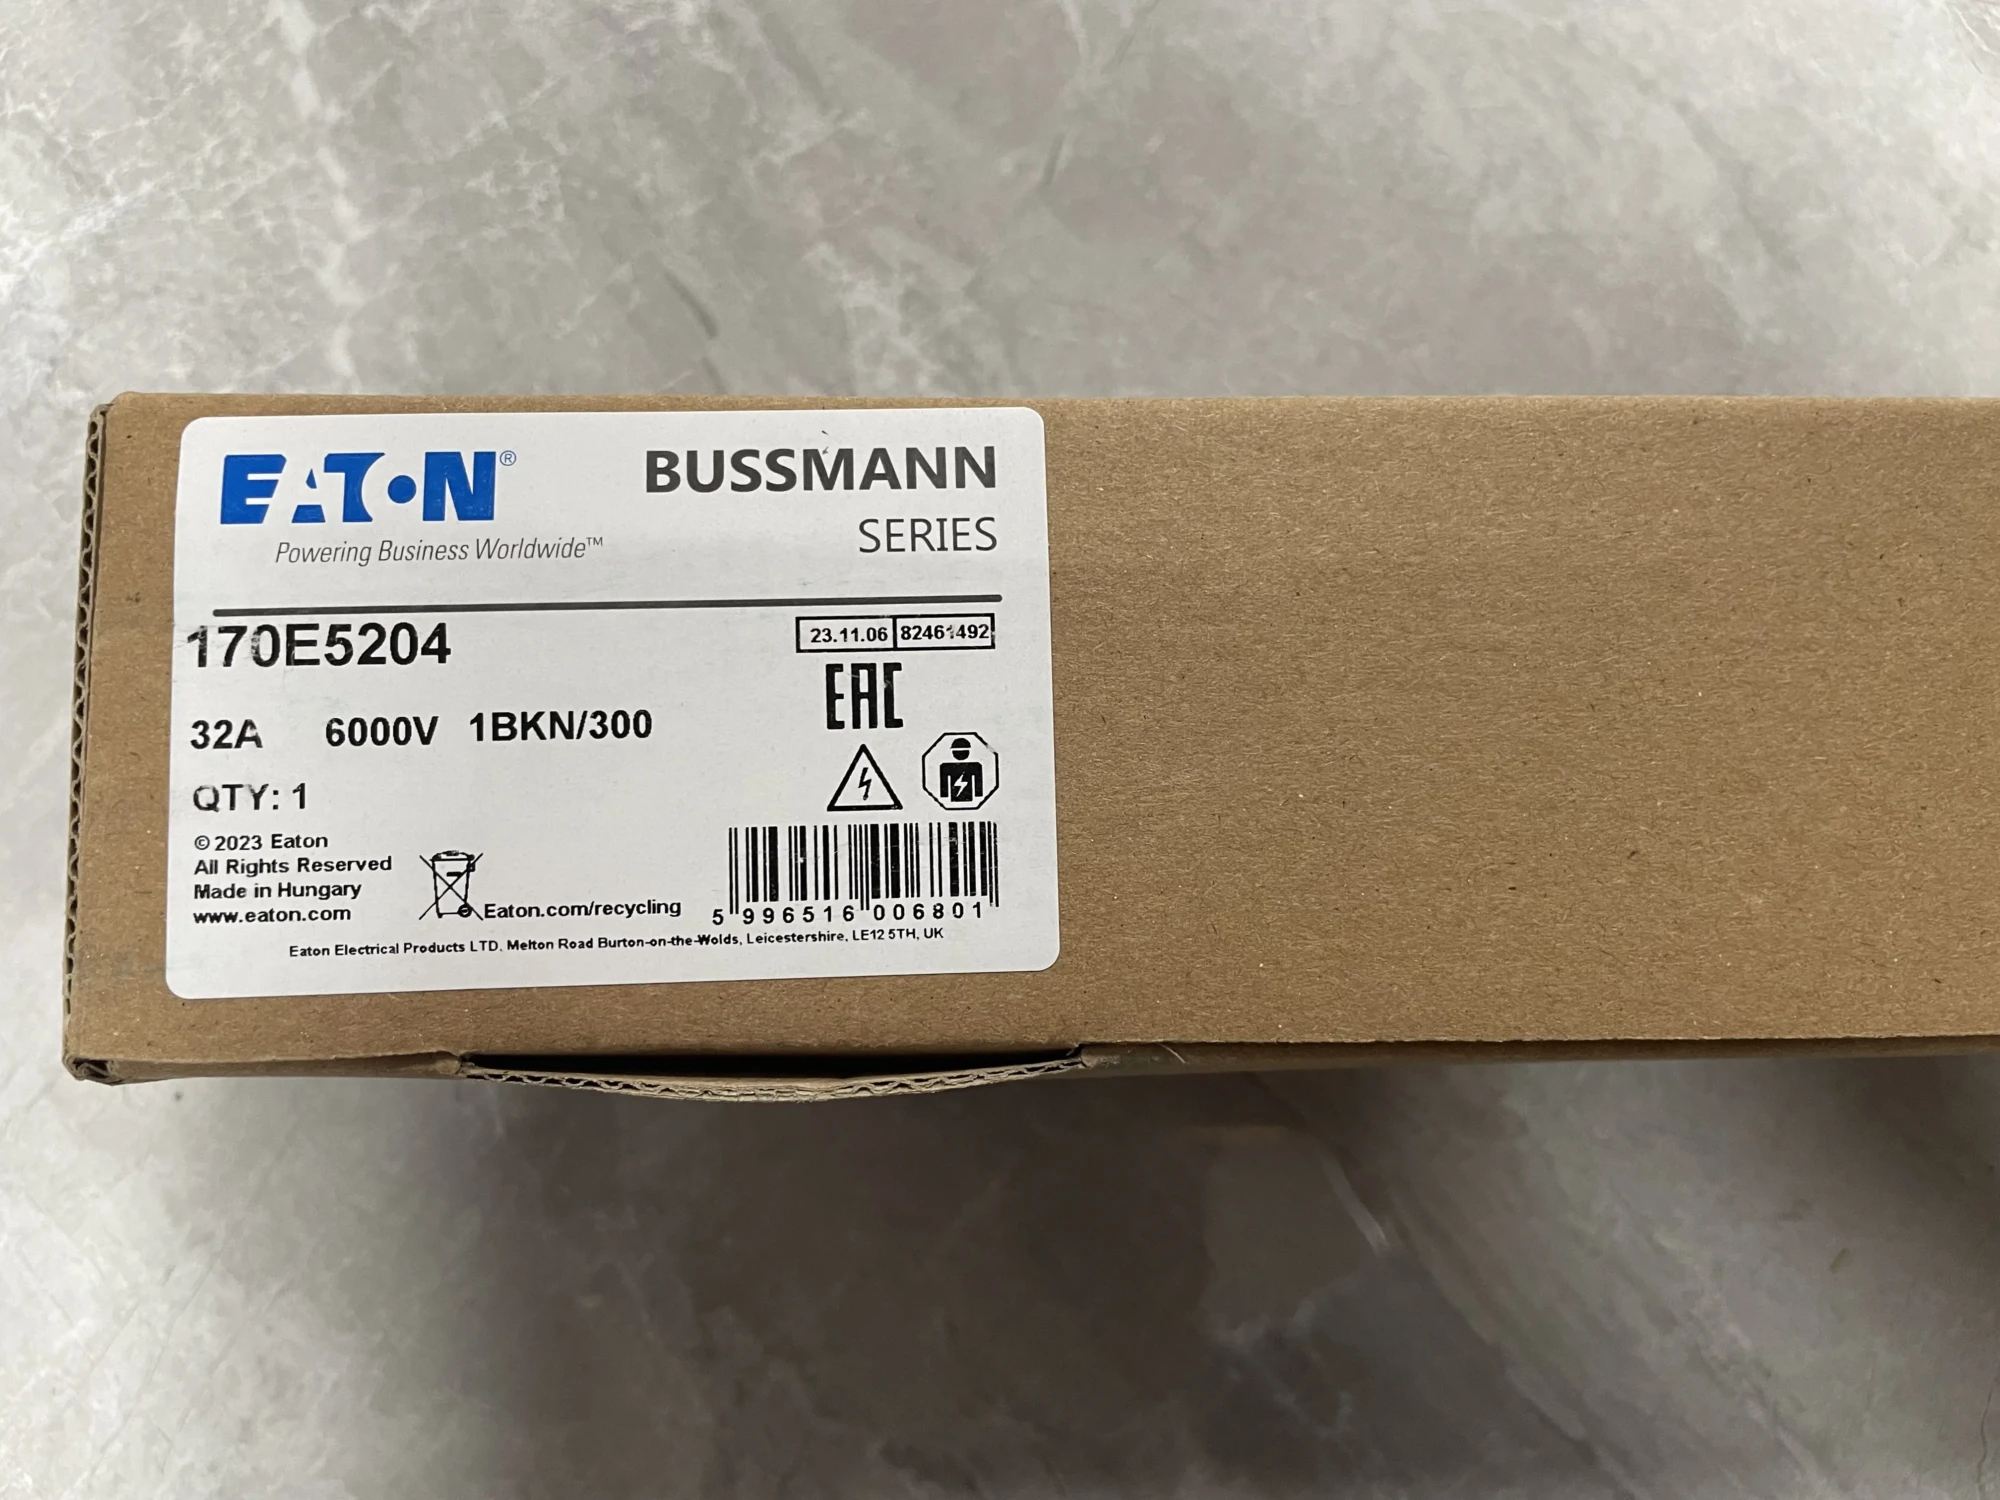 EATON® BUSSMANN
Powering Business Worldwide™ SERIES
170E5204
23.11.06 82461492
EAC
32A 6000V 1BKN/300
QTY: 1
© 2023 Eaton
All Rights Reserved
Made in Hungary
www.eaton.com
Eaton.com/recycling
5 996516 006801
Eaton Electrical Products LTD. Melton Road Burton-on-the-Wolds, Leicestershire, LE12 5TH, UK